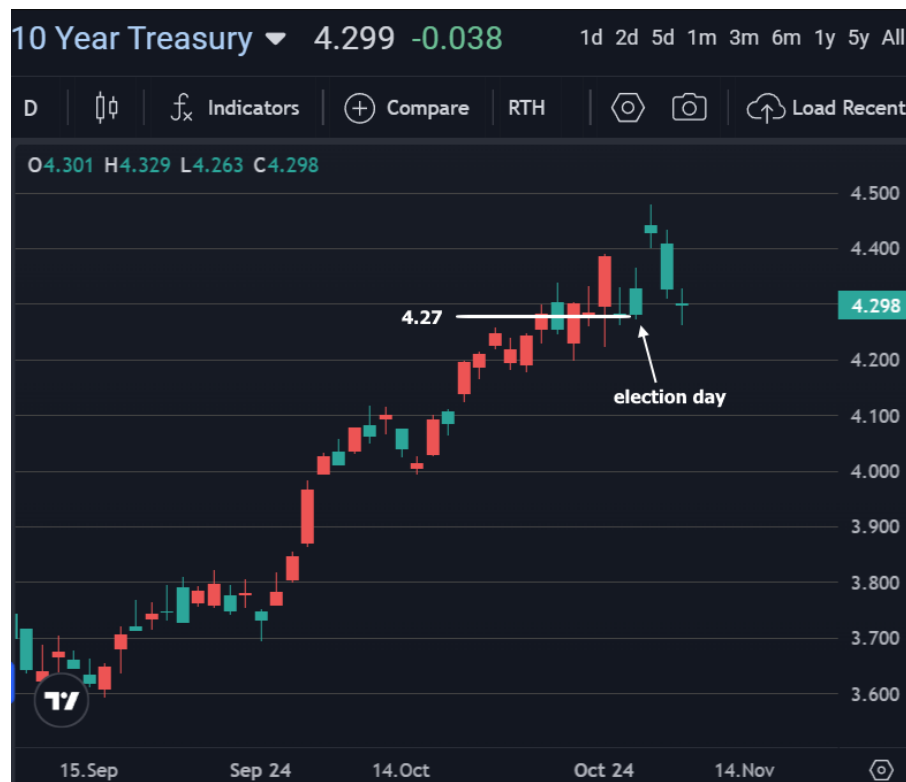 10 Year Treasury 4.299 -0.038 1d 2d 5d 1m 3m 6m 1y 5y All
D fx Indicators Compare RTH Load Recent
O4.301 H4.329 L4.263 C4.298
4.500
4.400
4.298
4.27
4.200
election day
4.100
4.000
3.900
3.800
3.700
3.600
15.Sep Sep 24 14.Oct Oct 24 14.Nov